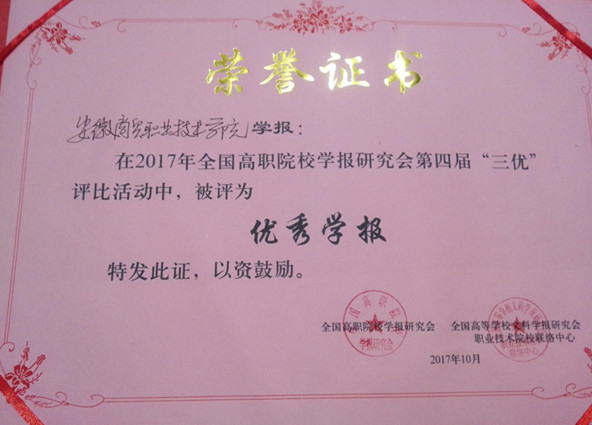 荣誉证书
安徽商贸职业技术学院学报：
在2017年全国高职院校学报研究会第四届“三优”
评比活动中，被评为
优秀学报
特发此证，以资鼓励。
全国高职院校学报研究会 全国高等学校文科学报研究会
职业技术院校联络中心
2017年10月